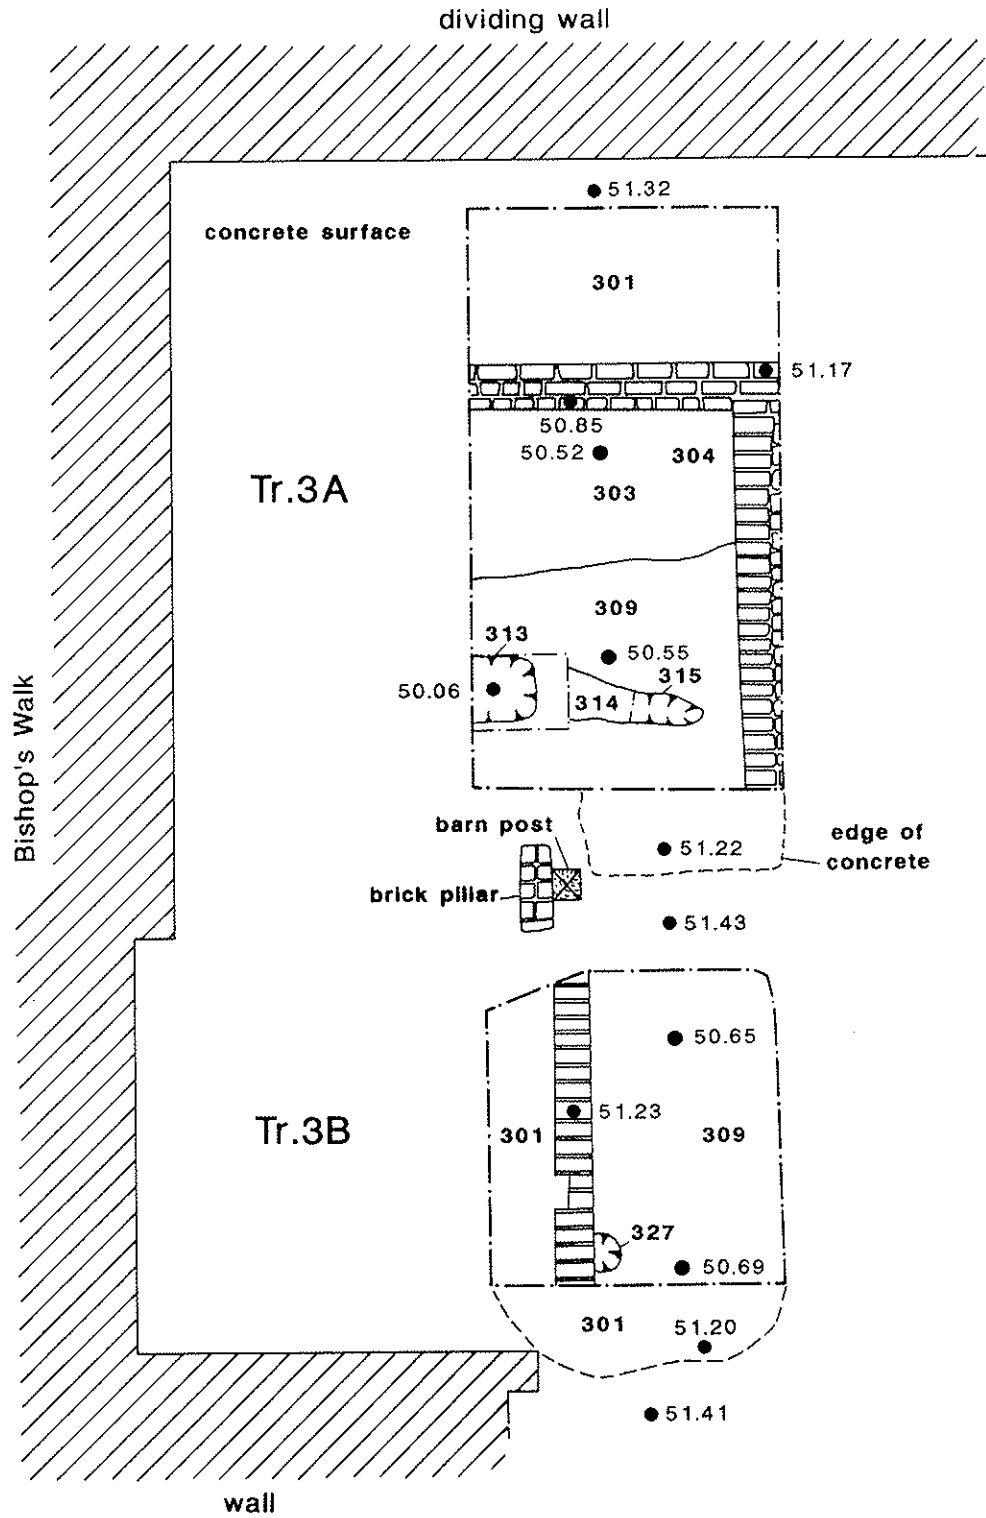 dividing wall
51.32
concrete surface
301
51.17
50.85
50.52
304
Tr.3A
303
309
313
50.55
315
50.06
314
Bishop's Walk
barn post
edge of
concrete
51.22
brick pillar
51.43
50.65
51.23
Tr.3B
301
309
327
50.69
301
51.20
51.41
wall